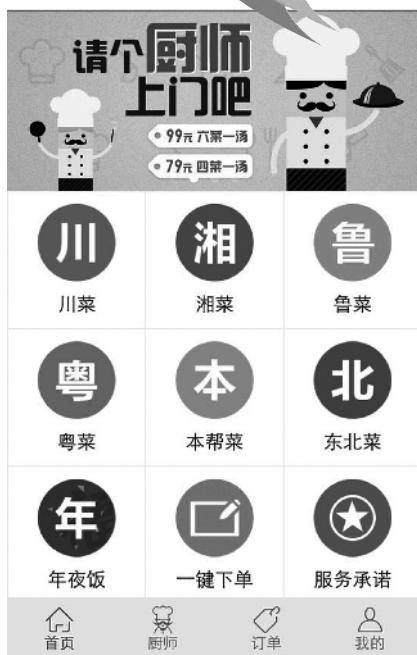 请个厨师
上门吧
99元 六菜一汤
79元 四菜一汤
川 湘 鲁
川菜 湘菜 鲁菜
粤 本 北
粤菜 本帮菜 东北菜
年
年夜饭 一键下单 服务承诺
首页 厨师 订单 我的